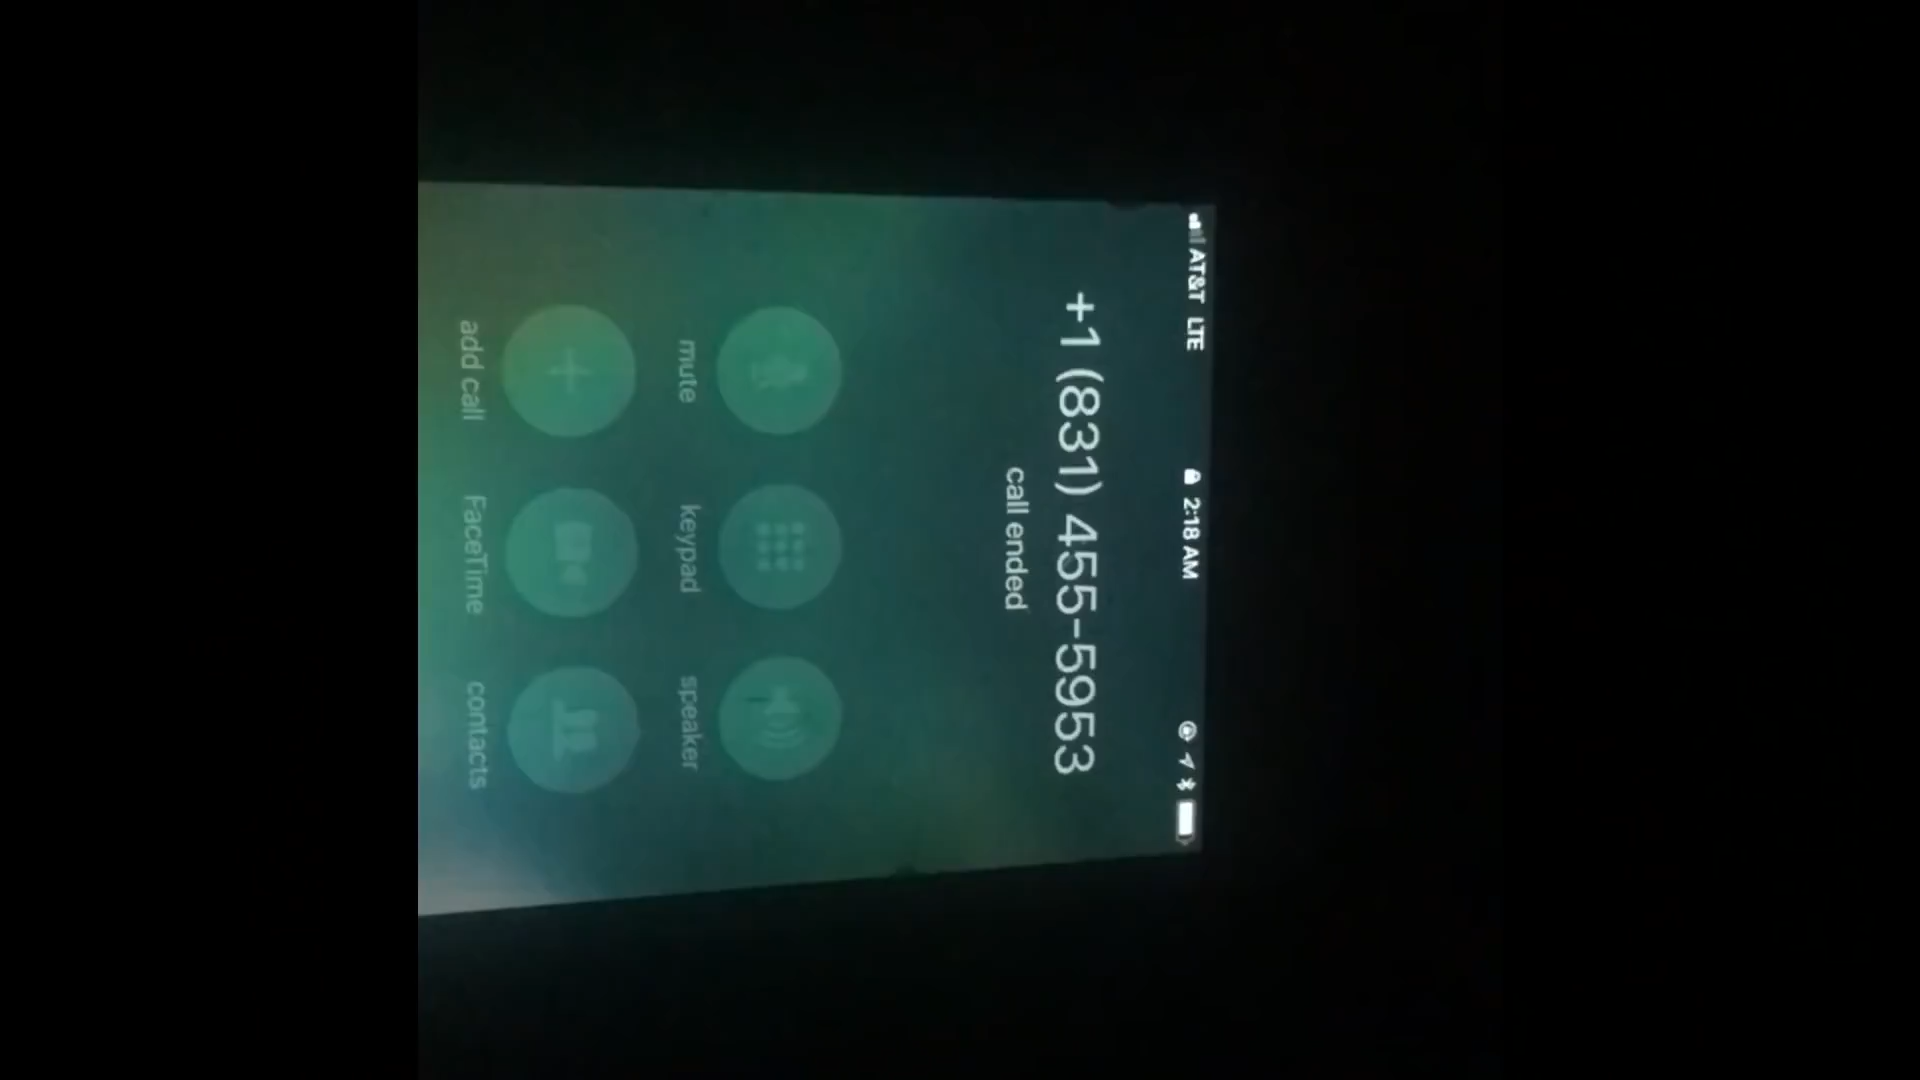 AT&T LTE 2:18 AM
+1 (831) 455-5953
call ended
mute keypad speaker
add call FaceTime contacts